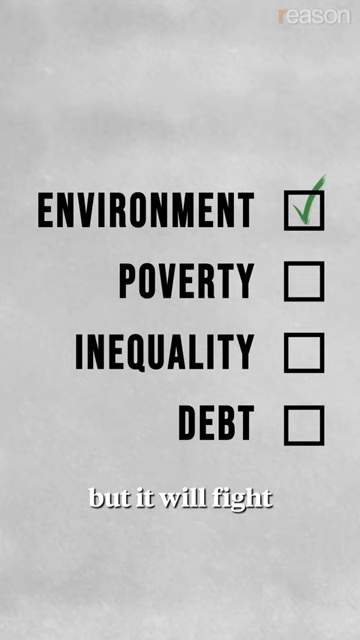 reason
ENVIRONMENT
POVERTY
INEQUALITY
DEBT
but it will fight